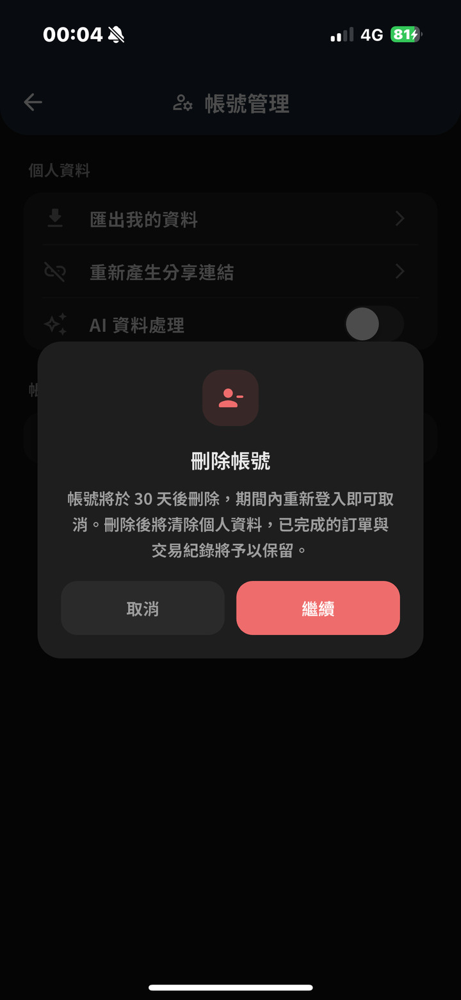 00:04
4G
81
帳號管理
個人資料
匯出我的資料
重新產生分享連結
AI 資料處理
帳
刪除帳號
帳號將於 30 天後刪除，期間內重新登入即可取
消。刪除後將清除個人資料，已完成的訂單與
交易紀錄將予以保留。
取消
繼續